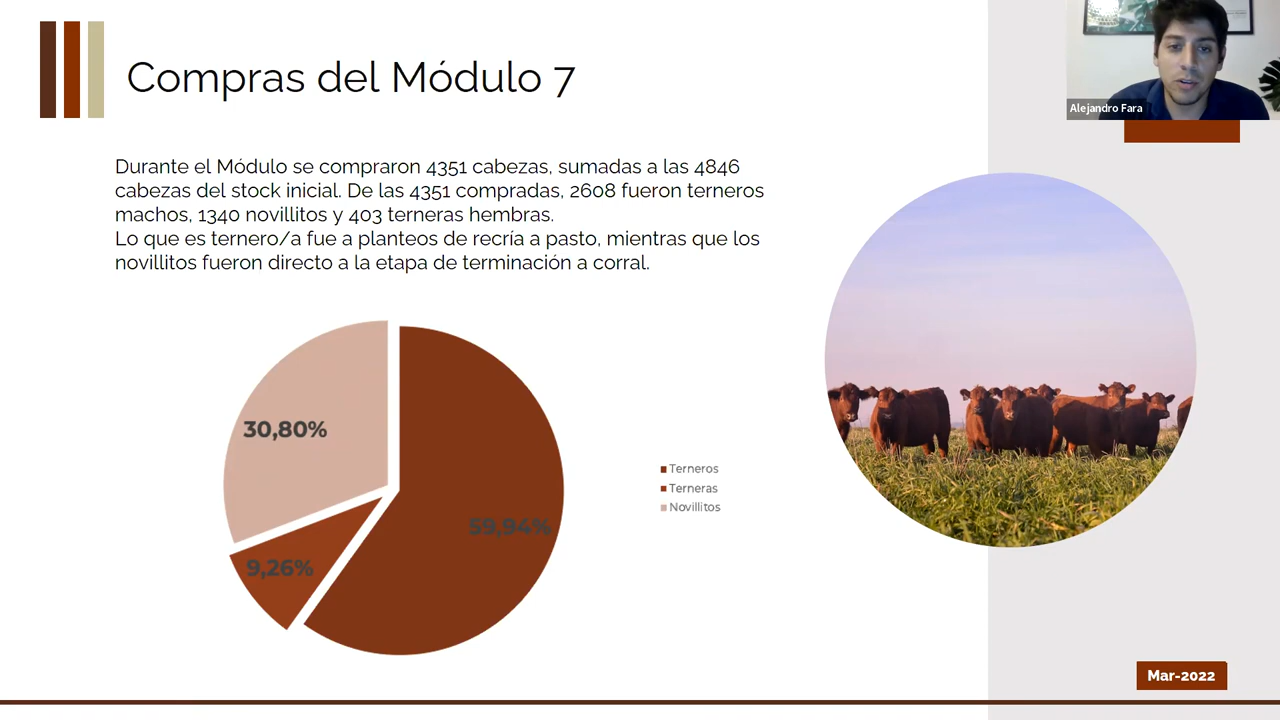 Compras del Módulo 7
Alejandro Fara
Durante el Módulo se compraron 4351 cabezas, sumadas a las 4846
cabezas del stock inicial. De las 4351 compradas, 2608 fueron terneros
machos, 1340 novillitos y 403 terneras hembras.
Lo que es ternero/a fue a planteos de recría a pasto, mientras que los
novillitos fueron directo a la etapa de terminación a corral.
30,80%
59,94%
9,26%
Terneros
Terneras
Novillitos
Mar-2022